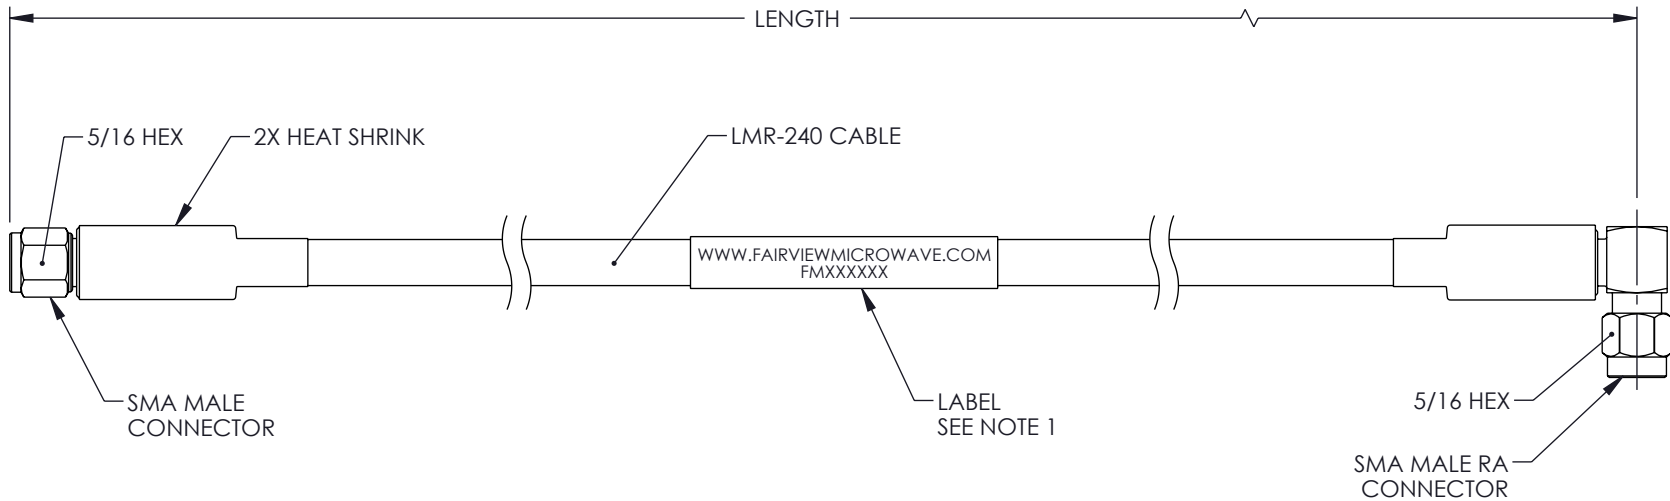 LENGTH
5/16 HEX
2X HEAT SHRINK
LMR-240 CABLE
WWW.FAIRVIEWMICROWAVE.COM
FMXXXXXX
SMA MALE
CONNECTOR
LABEL
SEE NOTE 1
5/16 HEX
SMA MALE RA
CONNECTOR